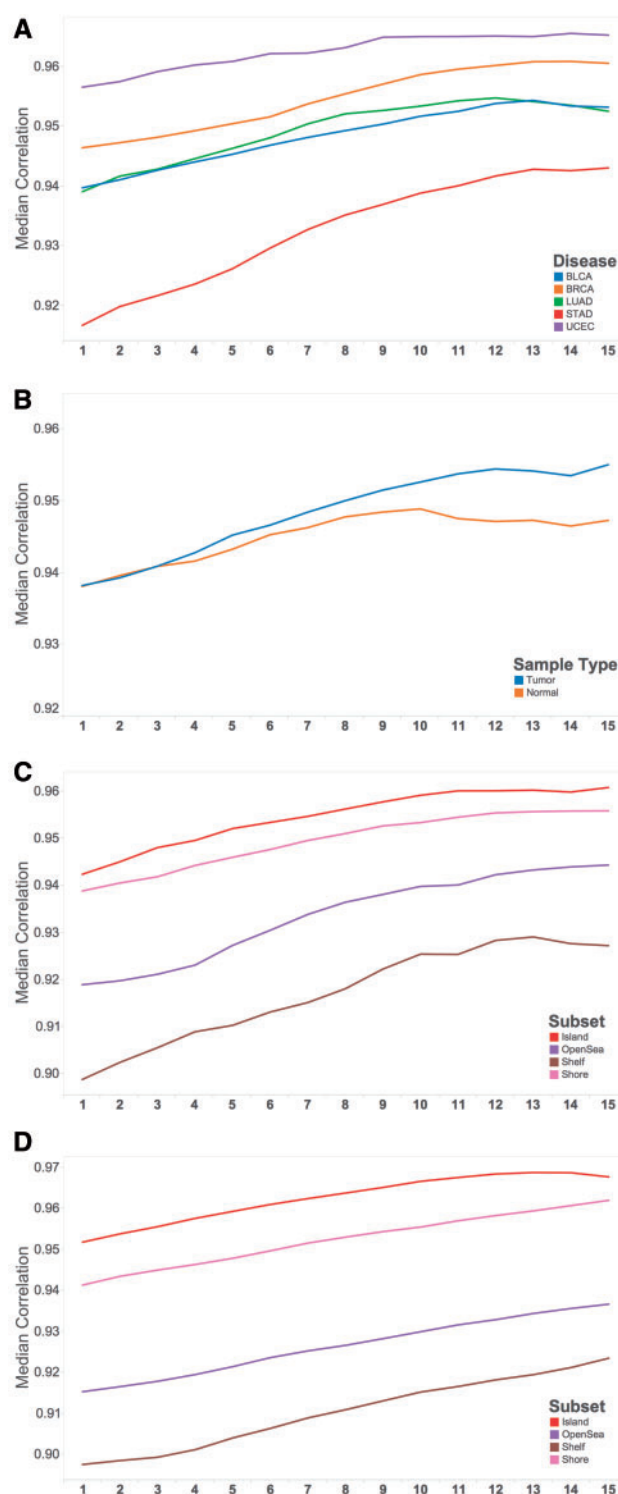 A
Median Correlation
0.96
0.95
0.94
0.93
0.92
Disease
BLCA
BRCA
LUAD
STAD
UCEC
1 2 3 4 5 6 7 8 9 10 11 12 13 14 15
B
Median Correlation
0.96
0.95
0.94
0.93
0.92
Sample Type
Tumor
Normal
1 2 3 4 5 6 7 8 9 10 11 12 13 14 15
C
Median Correlation
0.96
0.95
0.94
0.93
0.92
0.91
0.90
Subset
Island
OpenSea
Shelf
Shore
1 2 3 4 5 6 7 8 9 10 11 12 13 14 15
D
Median Correlation
0.97
0.96
0.95
0.94
0.93
0.92
0.91
0.90
Subset
Island
OpenSea
Shelf
Shore
1 2 3 4 5 6 7 8 9 10 11 12 13 14 15